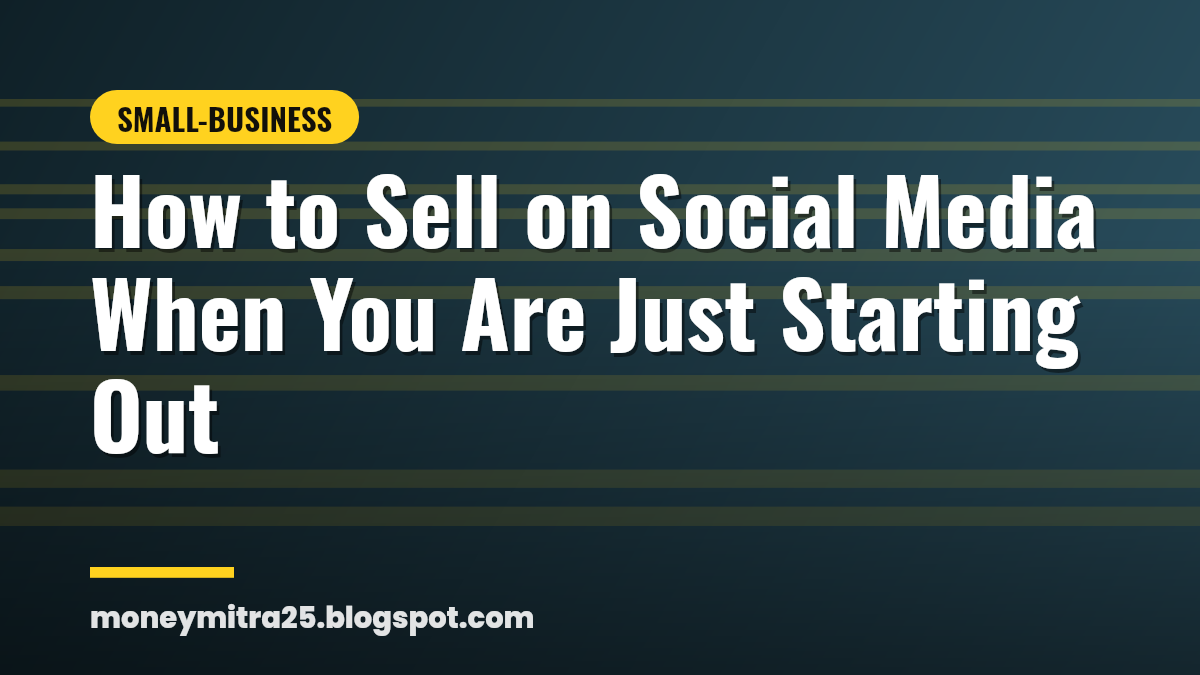 SMALL-BUSINESS
How to Sell on Social Media
When You Are Just Starting
Out
moneymitra25.blogspot.com